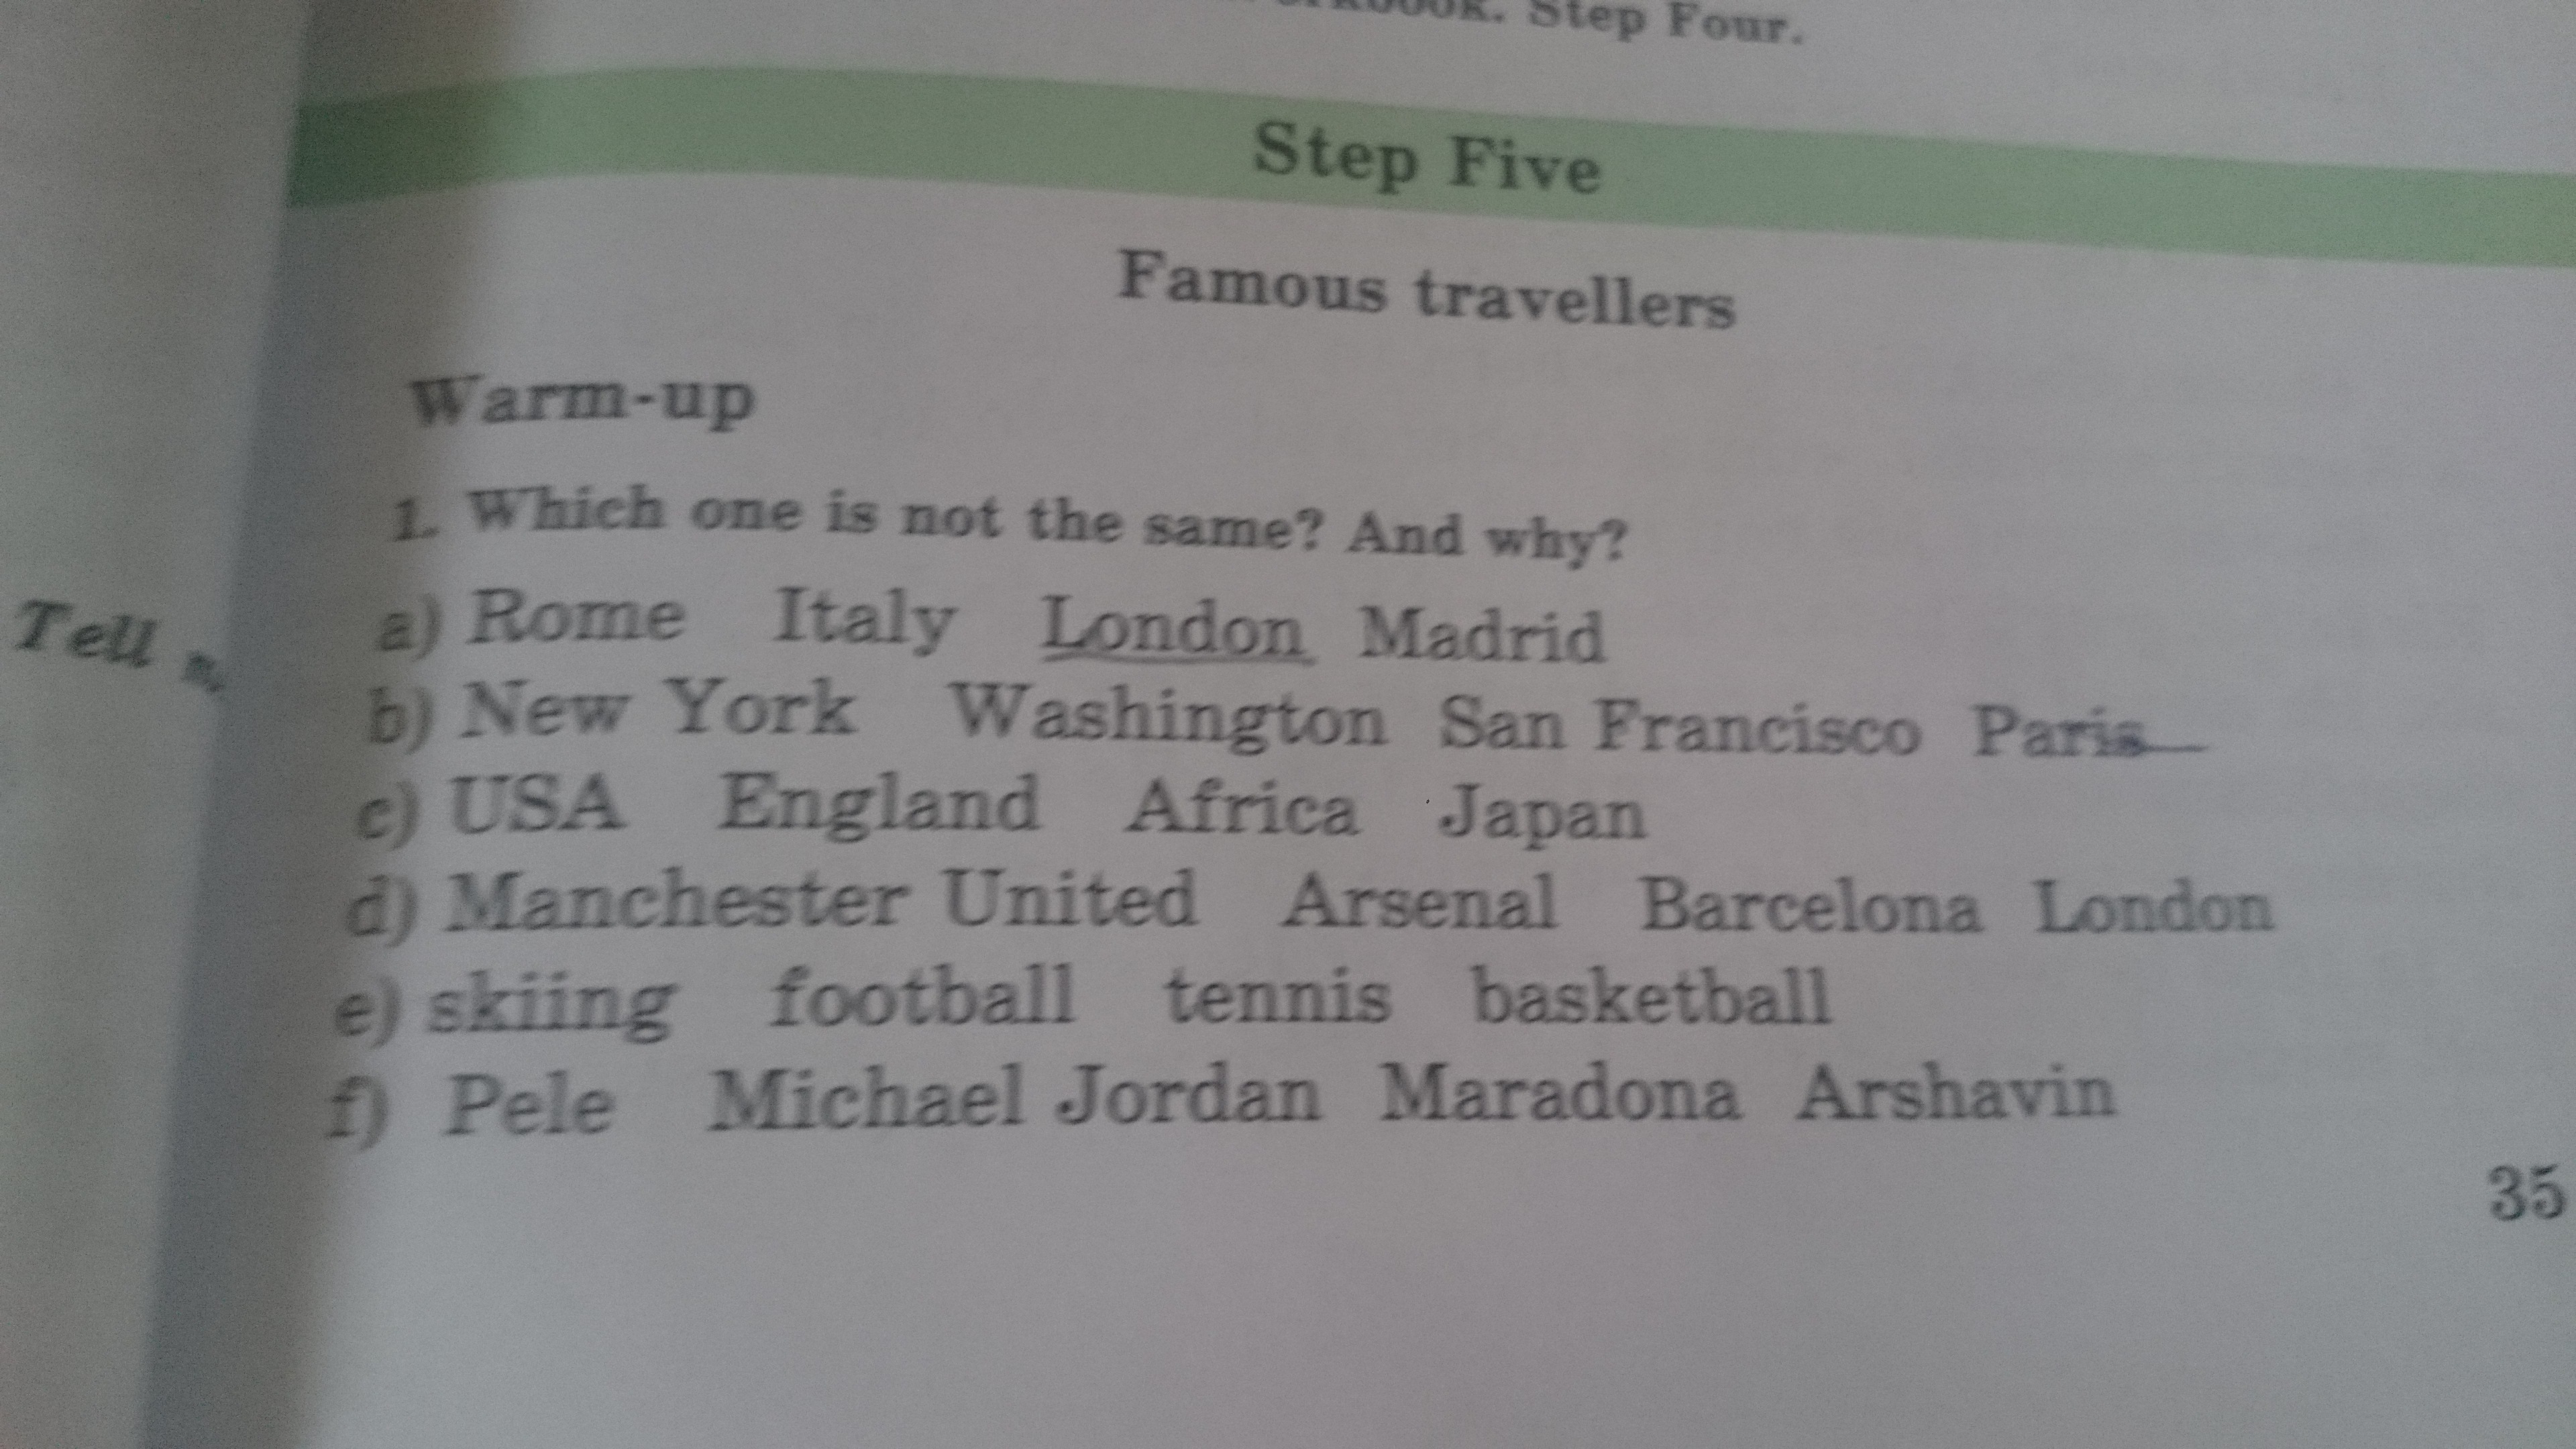 Step Four.
Step Five
Famous travellers
Warm-up
1. Which one is not the same? And why?
Tell
a) Rome Italy London Madrid
b) New York Washington San Francisco Paris
c) USA England Africa Japan
d) Manchester United Arsenal Barcelona London
e) skiing football tennis basketball
f) Pele Michael Jordan Maradona Arshavin
35